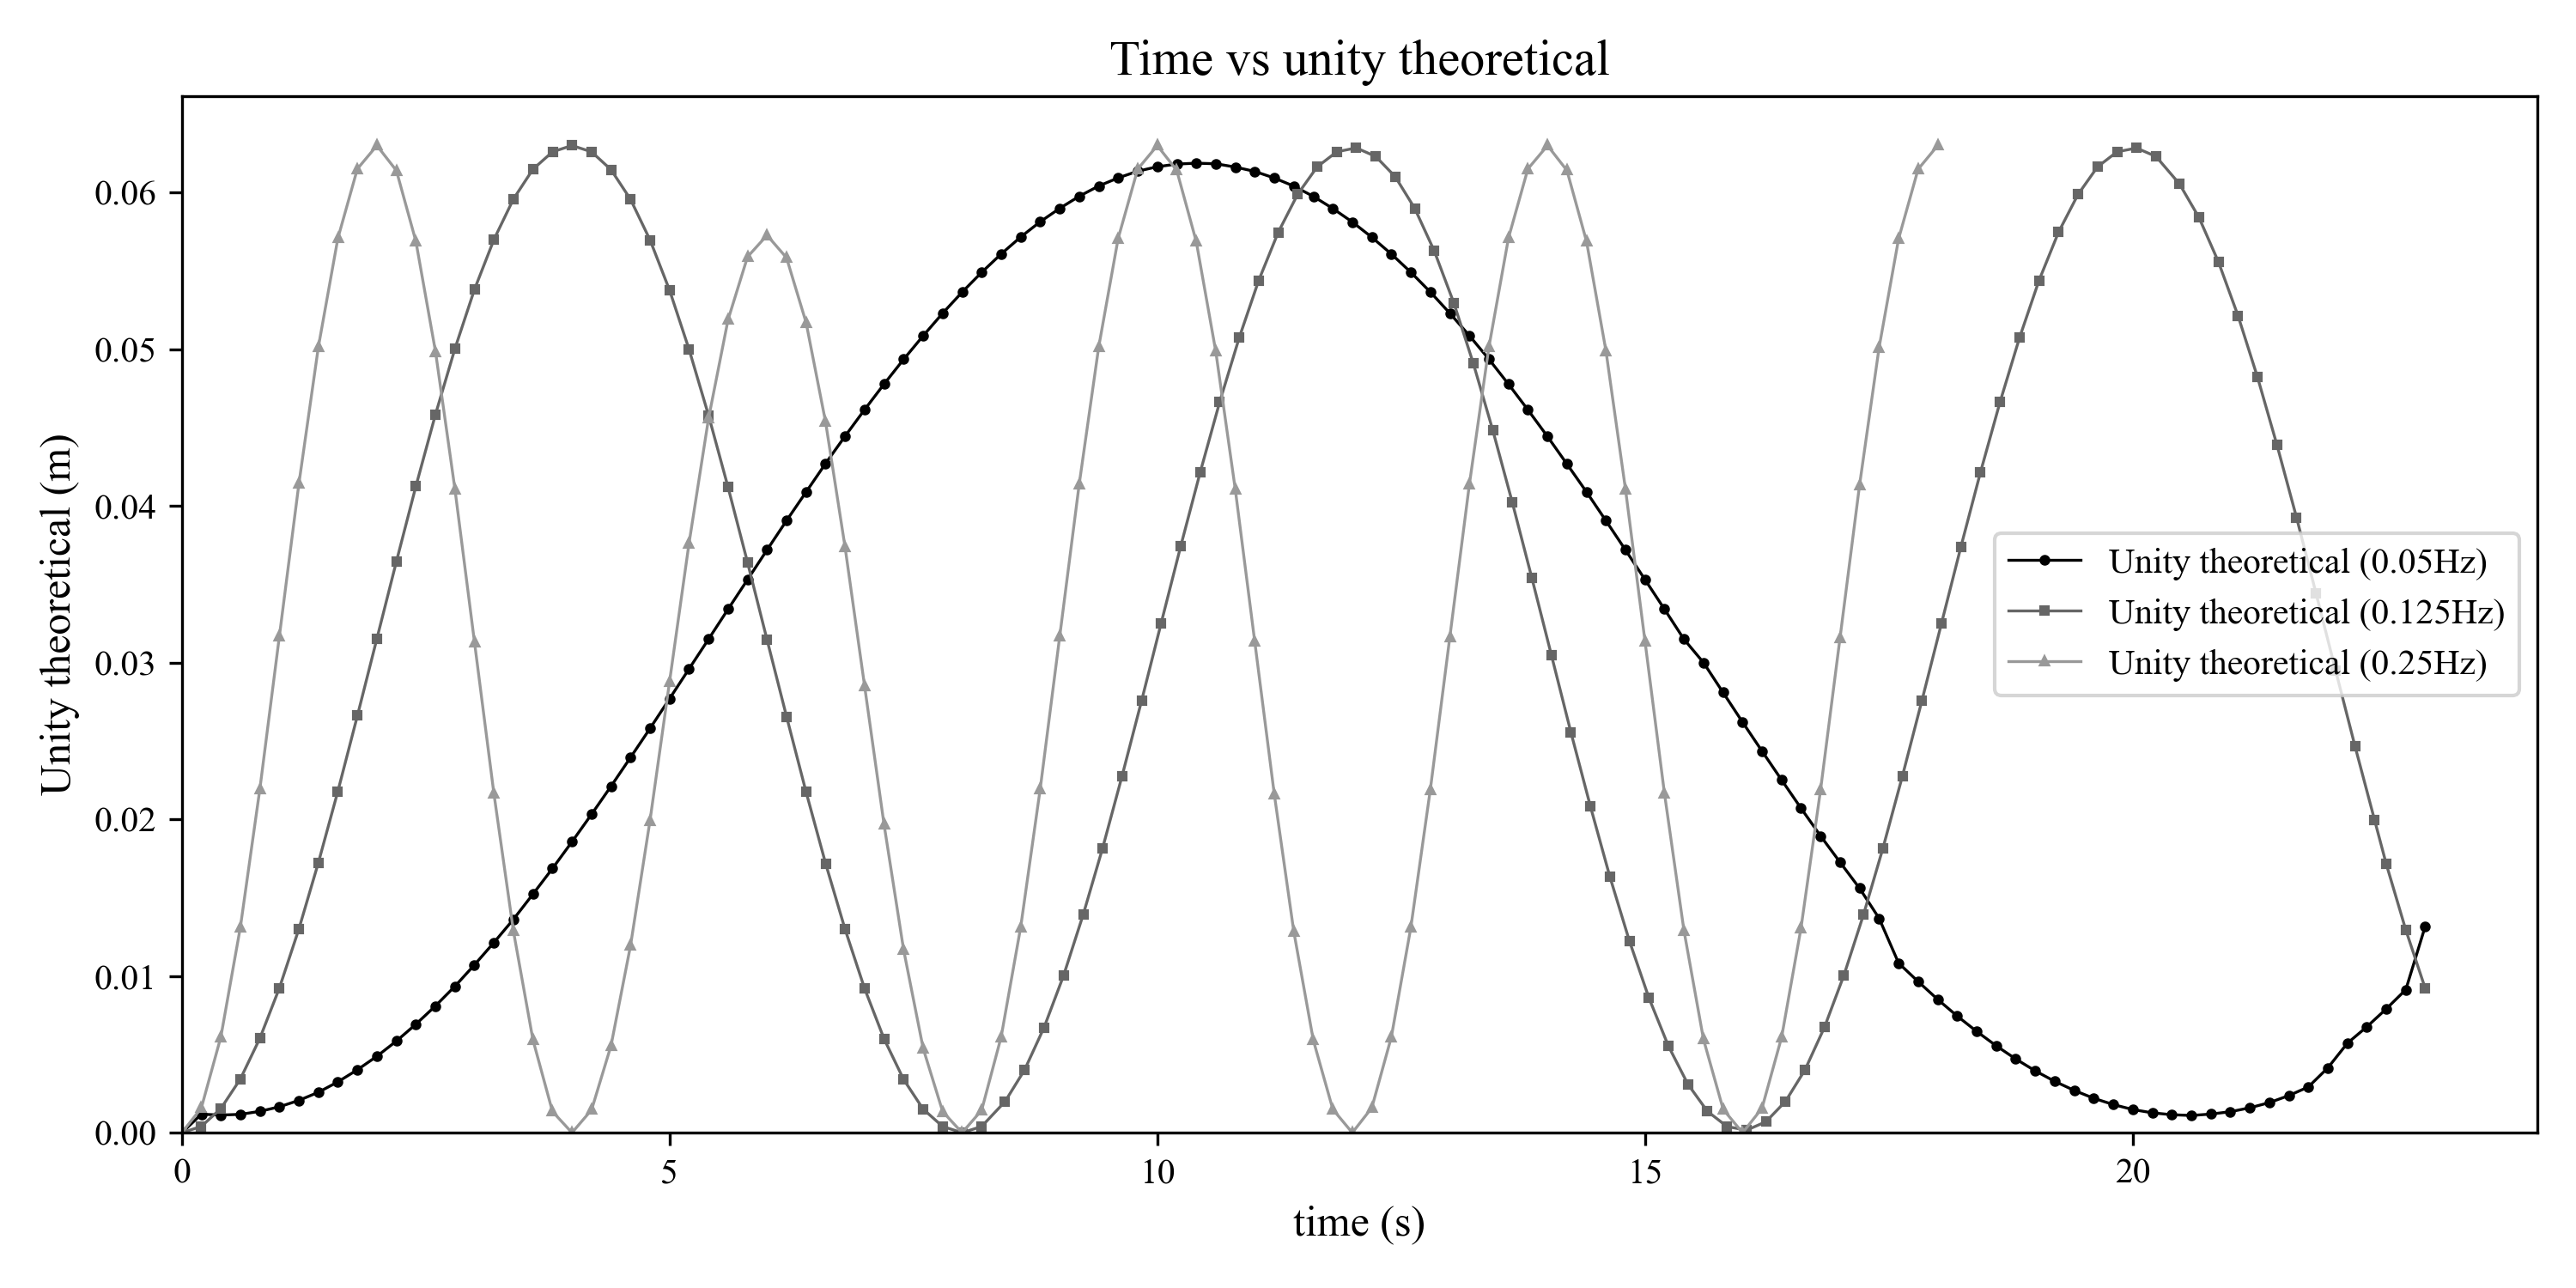 Time vs unity theoretical
Unity theoretical (m)
0.06
0.05
0.04
0.03
0.02
0.01
0.00
Unity theoretical (0.05Hz)
Unity theoretical (0.125Hz)
Unity theoretical (0.25Hz)
0 5 10 15 20
time (s)